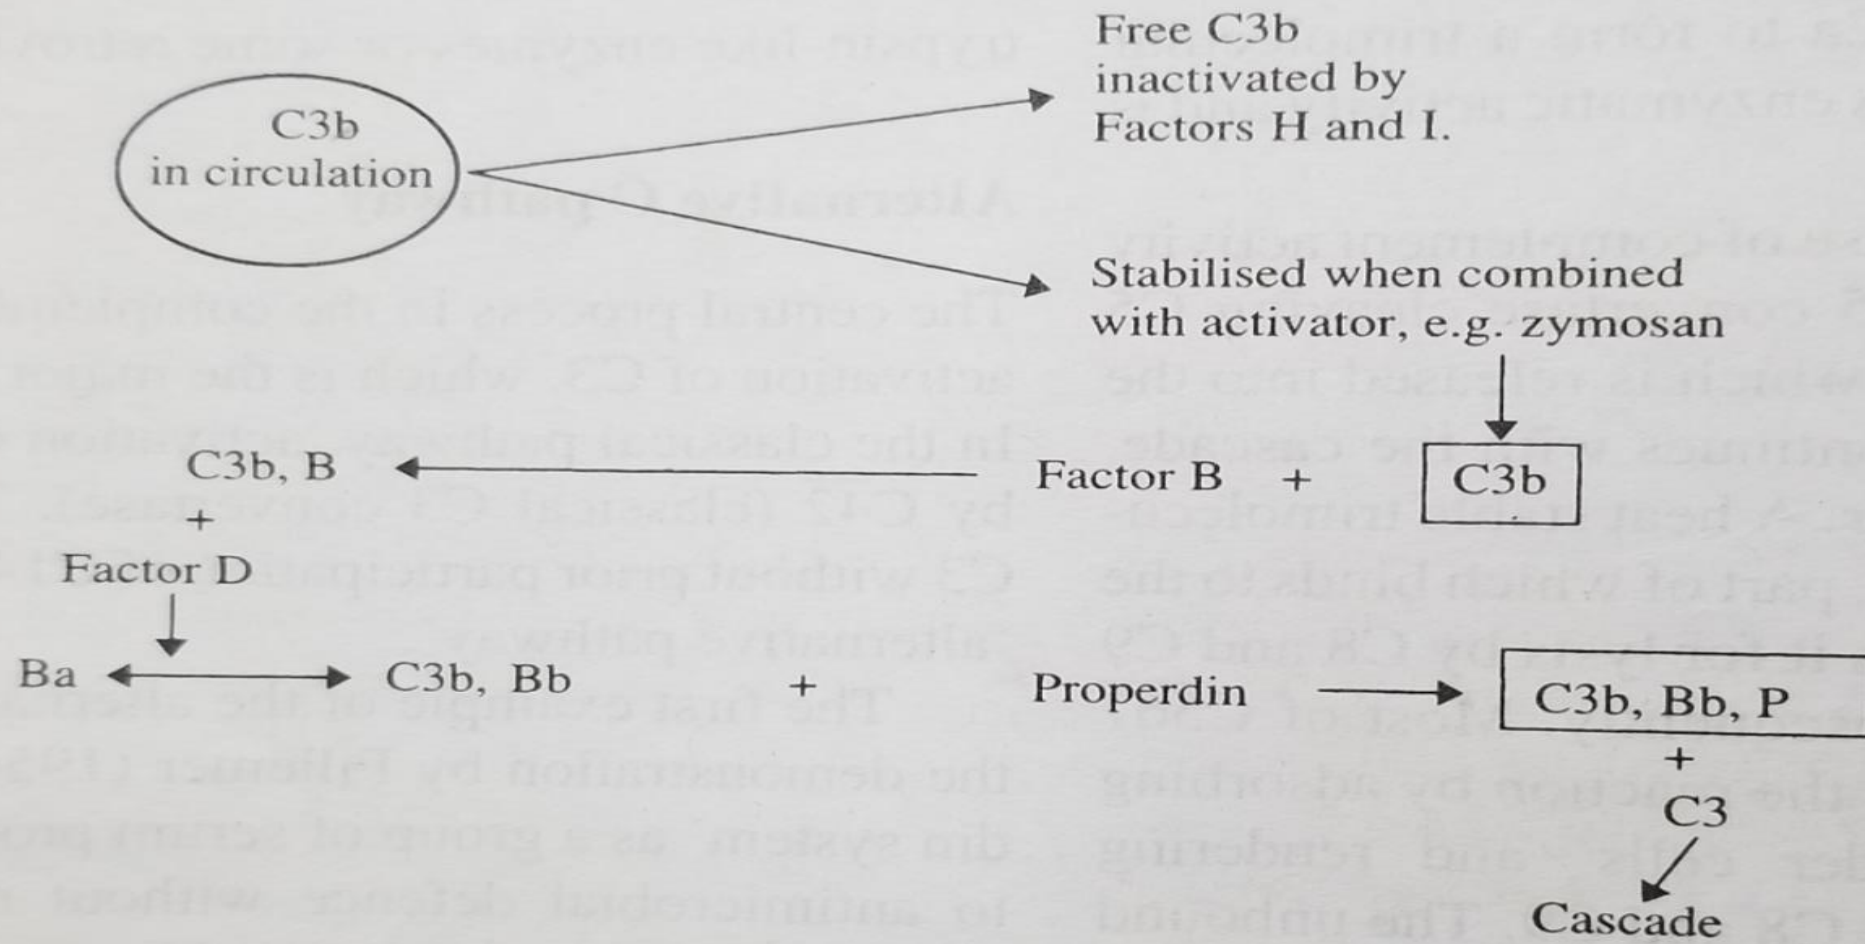 C3b
in circulation
Free C3b
inactivated by
Factors H and I.
Stabilised when combined
with activator, e.g. zymosan
C3b, B
Factor B + C3b
+
Factor D
Ba
C3b, Bb + Properdin
C3b, Bb, P
+
C3
Cascade